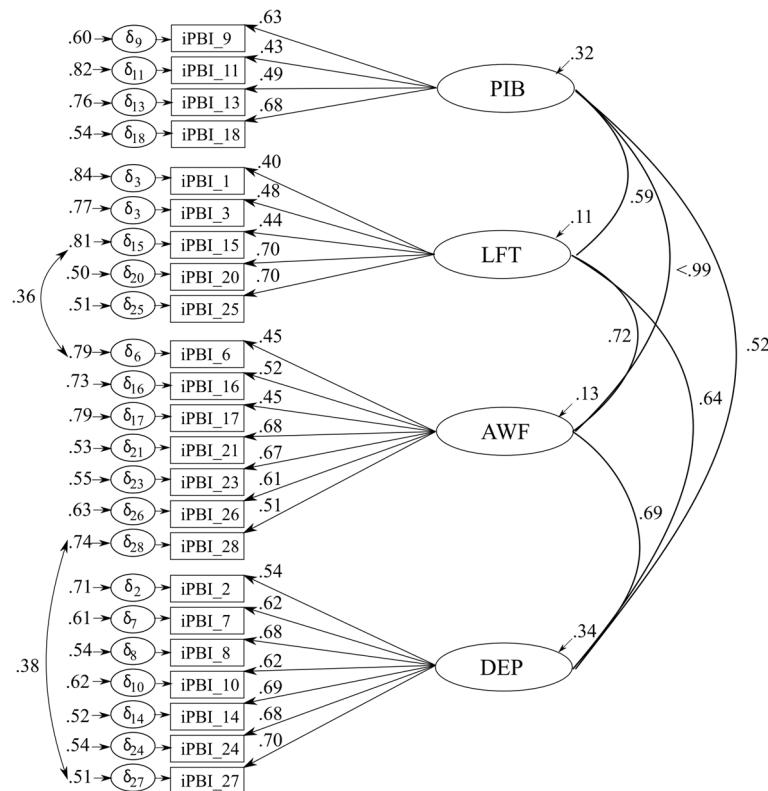 .60 δ9 iPBI_9 .63
.82 δ11 iPBI_11 .43
.76 δ13 iPBI_13 .49
.54 δ18 iPBI_18 .68
PIB .32
.84 δ3 iPBI_1 .40
.77 δ3 iPBI_3 .48
.81 δ15 iPBI_15 .44
.50 δ20 iPBI_20 .70
.51 δ25 iPBI_25 .70
LFT .11
.36
.79 δ6 iPBI_6 .45
.73 δ16 iPBI_16 .52
.79 δ17 iPBI_17 .45
.53 δ21 iPBI_21 .68
.55 δ23 iPBI_23 .67
.63 δ26 iPBI_26 .61
.74 δ28 iPBI_28 .51
AWF .13
.71 δ2 iPBI_2 .54
.61 δ7 iPBI_7 .62
.54 δ8 iPBI_8 .68
.62 δ10 iPBI_10 .62
.52 δ14 iPBI_14 .69
.54 δ24 iPBI_24 .68
.51 δ27 iPBI_27 .70
DEP .34
.38
.59
<.99
.52
.72
.64
.69